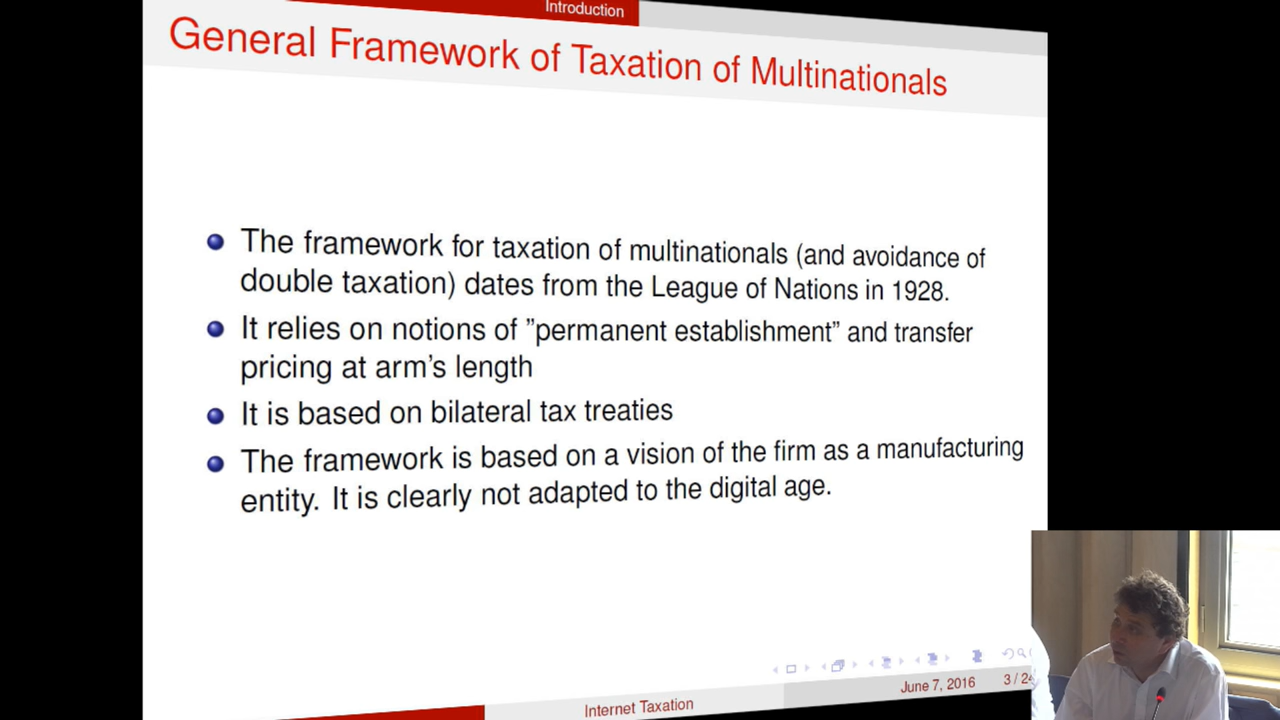 Introduction
General Framework of Taxation of Multinationals
The framework for taxation of multinationals (and avoidance of
double taxation) dates from the League of Nations in 1928.
It relies on notions of ”permanent establishment” and transfer
pricing at arm’s length
It is based on bilateral tax treaties
The framework is based on a vision of the firm as a manufacturing
entity. It is clearly not adapted to the digital age.
June 7, 2016 3 / 2
Internet Taxation